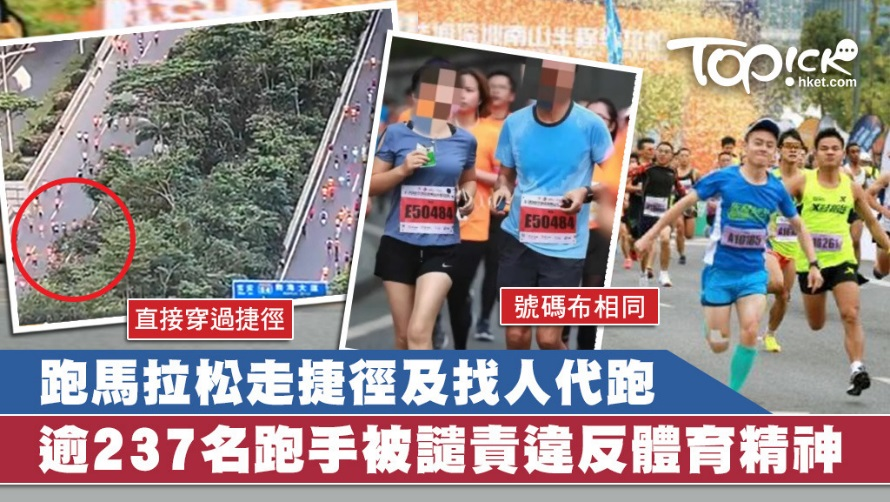 TOPICK
hket.com
E50484
E50484
A10165
直接穿過捷徑
號碼布相同
跑馬拉松走捷徑及找人代跑
逾237名跑手被譴責違反體育精神